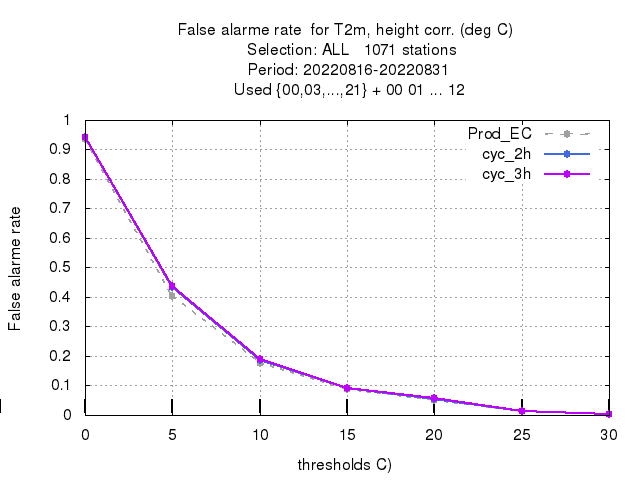 False alarme rate  for T2m, height corr. (deg C)
Selection: ALL   1071 stations
Period: 20220816-20220831
Used {00,03,...,21} + 00 01 ... 12
Prod_EC
cyc_2h
cyc_3h
False alarme rate
1
0.9
0.8
0.7
0.6
0.5
0.4
0.3
0.2
0.1
0
0 5 10 15 20 25 30
thresholds C)